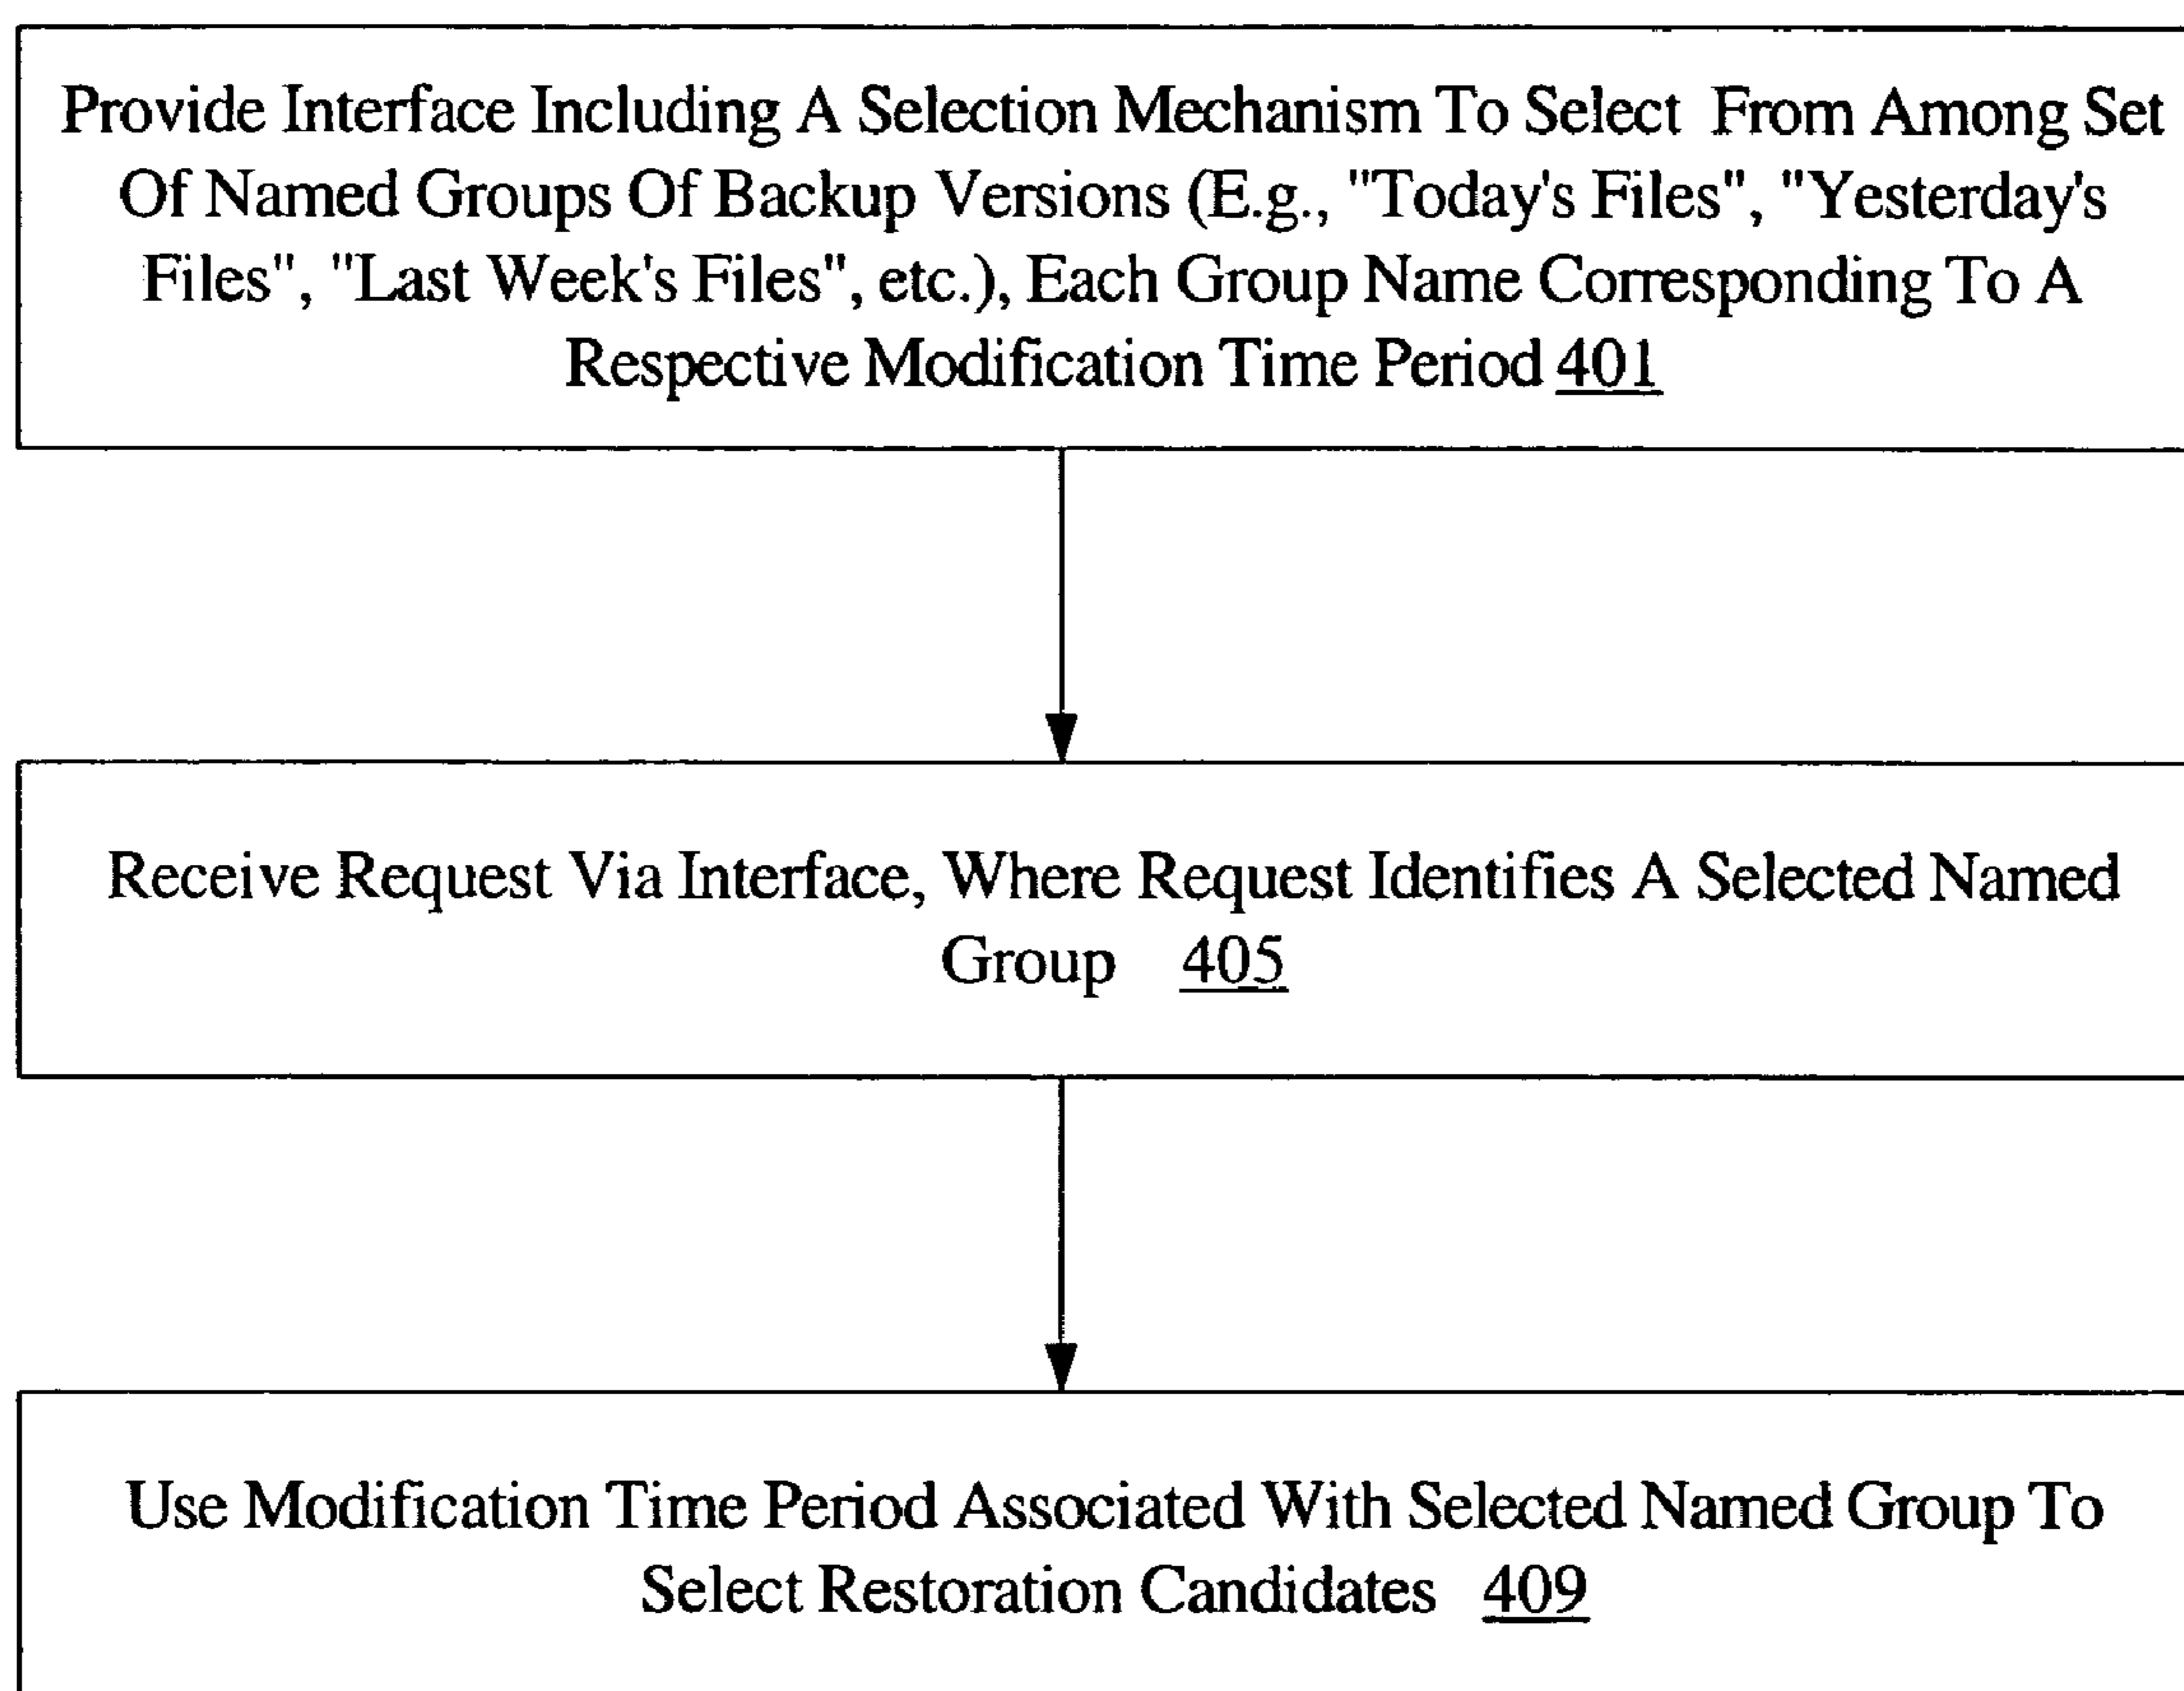 Provide Interface Including A Selection Mechanism To Select From Among Set
Of Named Groups Of Backup Versions (E.g., "Today's Files", "Yesterday's
Files", "Last Week's Files", etc.), Each Group Name Corresponding To A
Respective Modification Time Period 401
Receive Request Via Interface, Where Request Identifies A Selected Named
Group 405
Use Modification Time Period Associated With Selected Named Group To
Select Restoration Candidates 409